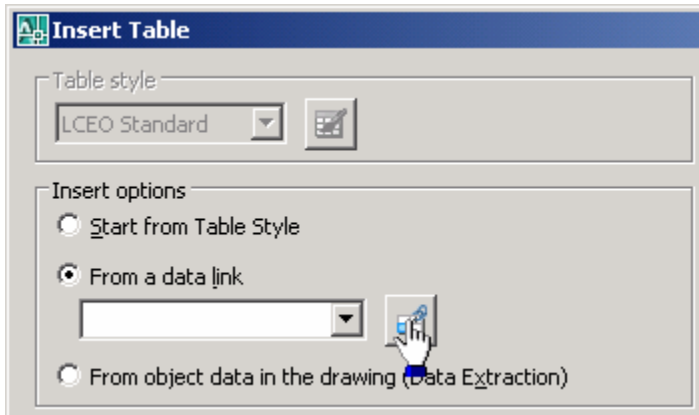 Insert Table
Table style
LCEO Standard
Insert options
Start from Table Style
From a data link
From object data in the drawing (Data Extraction)